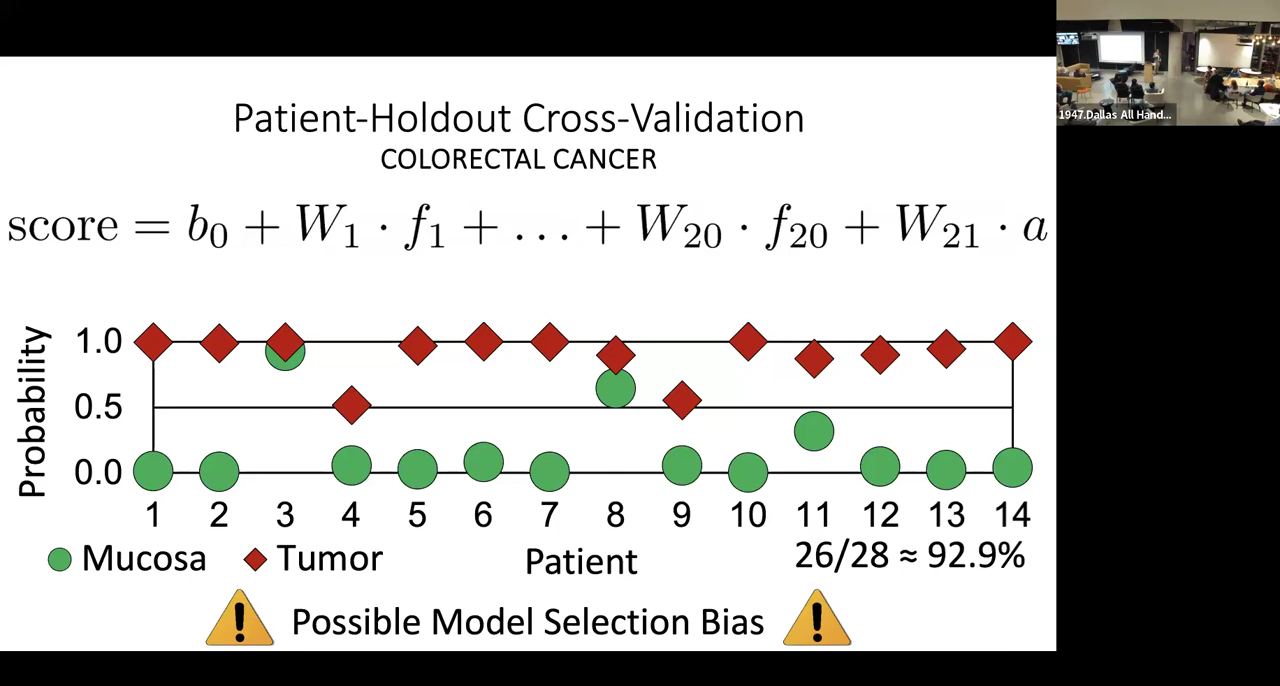 Patient-Holdout Cross-Validation
COLORECTAL CANCER
score = b₀ + W₁ · f₁ + … + W₂₀ · f₂₀ + W₂₁ · a
Probability
1.0
0.5
0.0
1 2 3 4 5 6 7 8 9 10 11 12 13 14
Mucosa Tumor Patient 26/28 ≈ 92.9%
! Possible Model Selection Bias !
1947.Dallas All Hand...